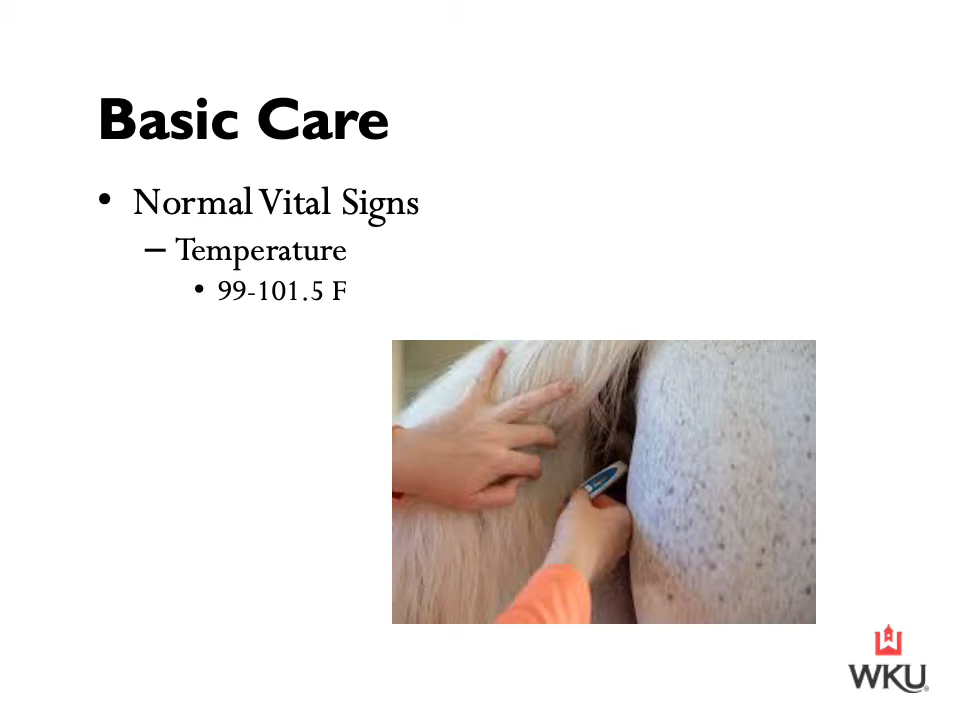 Basic Care
• Normal Vital Signs
– Temperature
• 99-101.5 F
WKU®